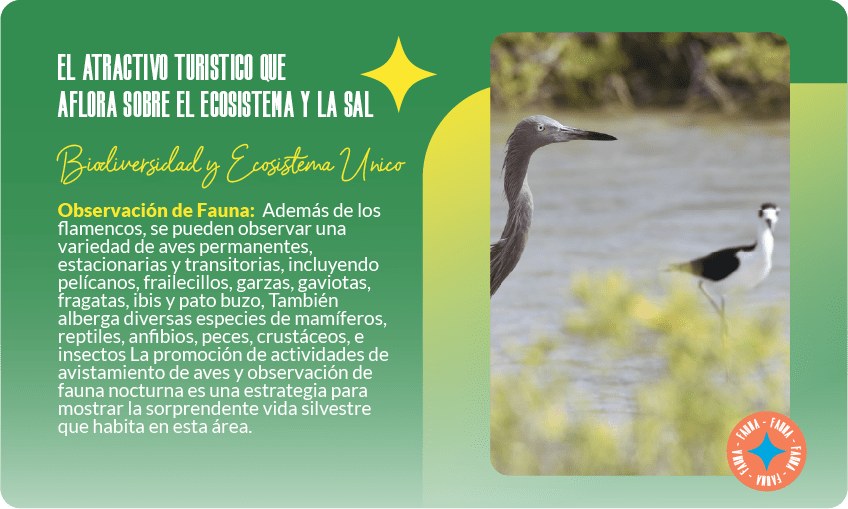 EL ATRACTIVO TURISTICO QUE
AFLORA SOBRE EL ECOSISTEMA Y LA SAL
Biodiversidad y Ecosistema Unico
Observación de Fauna: Además de los
flamencos, se pueden observar una
variedad de aves permanentes,
estacionarias y transitorias, incluyendo
pelícanos, frailecillos, garzas, gaviotas,
fragatas, ibis y pato buzo, También
alberga diversas especies de mamíferos,
reptiles, anfibios, peces, crustáceos, e
insectos La promoción de actividades de
avistamiento de aves y observación de
fauna nocturna es una estrategia para
mostrar la sorprendente vida silvestre
que habita en esta área.
FAUNA - FAUNA - FAUNA - FAUNA - FAUNA -